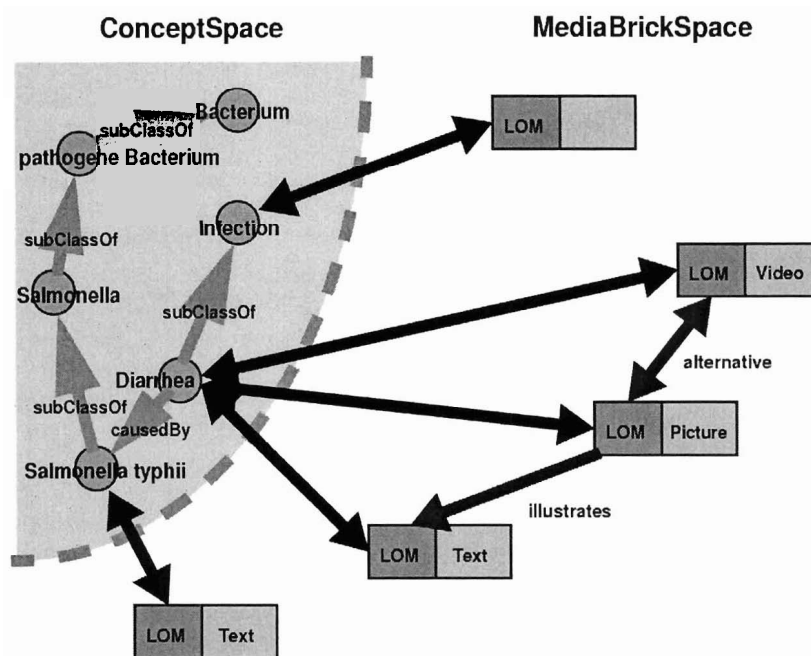 ConceptSpace
MediaBrickSpace
Bacterium
subClassOf
pathogene Bacterium
LOM
Infection
subClassOf
Salmonella
LOM Video
subClassOf
alternative
Diarrhea
subClassOf
causedBy
LOM Picture
Salmonella typhii
illustrates
LOM Text
LOM Text